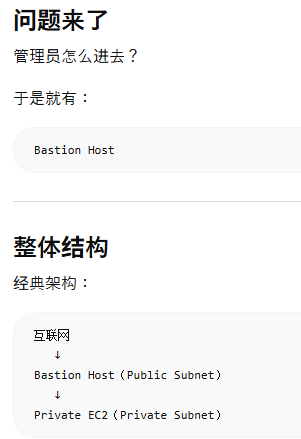 问题来了
管理员怎么进去？
于是就有：
Bastion Host
整体结构
经典架构：
互联网
↓
Bastion Host（Public Subnet）
↓
Private EC2（Private Subnet）